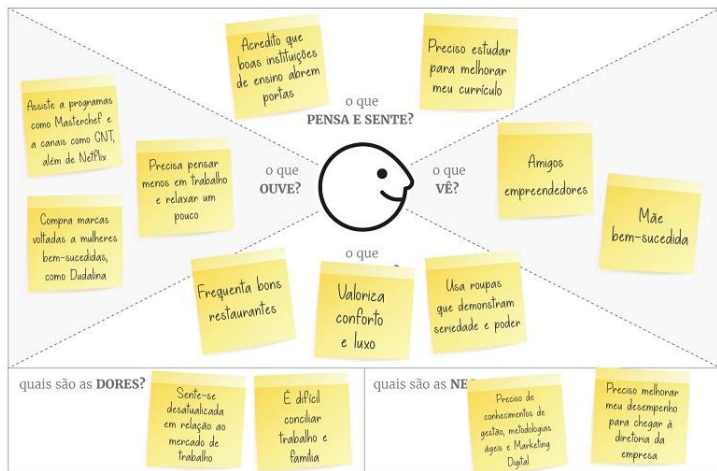 Acredito que
boas instituições
de ensino abrem
portas
Preciso estudar
para melhorar
meu currículo
o que
PENSA E SENTE?
Assiste a programas
como Masterchef e
a canais como GNT,
além de Netflix
Precisa pensar
menos em trabalho
e relaxar um
pouco
Compra marcas
voltadas a mulheres
bem-sucedidas,
como Dudalina
o que
OUVE?
o que
VÊ?
Amigos
empreendedores
Mãe
bem-sucedida
o que
Frequenta bons
restaurantes
Valoriza
conforto
e luxo
Usa roupas
que demonstram
seriedade e poder
quais são as DORES?
Sente-se
desatualizada
em relação ao
mercado de
trabalho
É difícil
conciliar
trabalho e
família
quais são as
Preciso de
conhecimentos de
gestão, metodologias
ágeis e Marketing
Digital
Preciso melhorar
meu desempenho
para chegar à
diretoria da
empresa